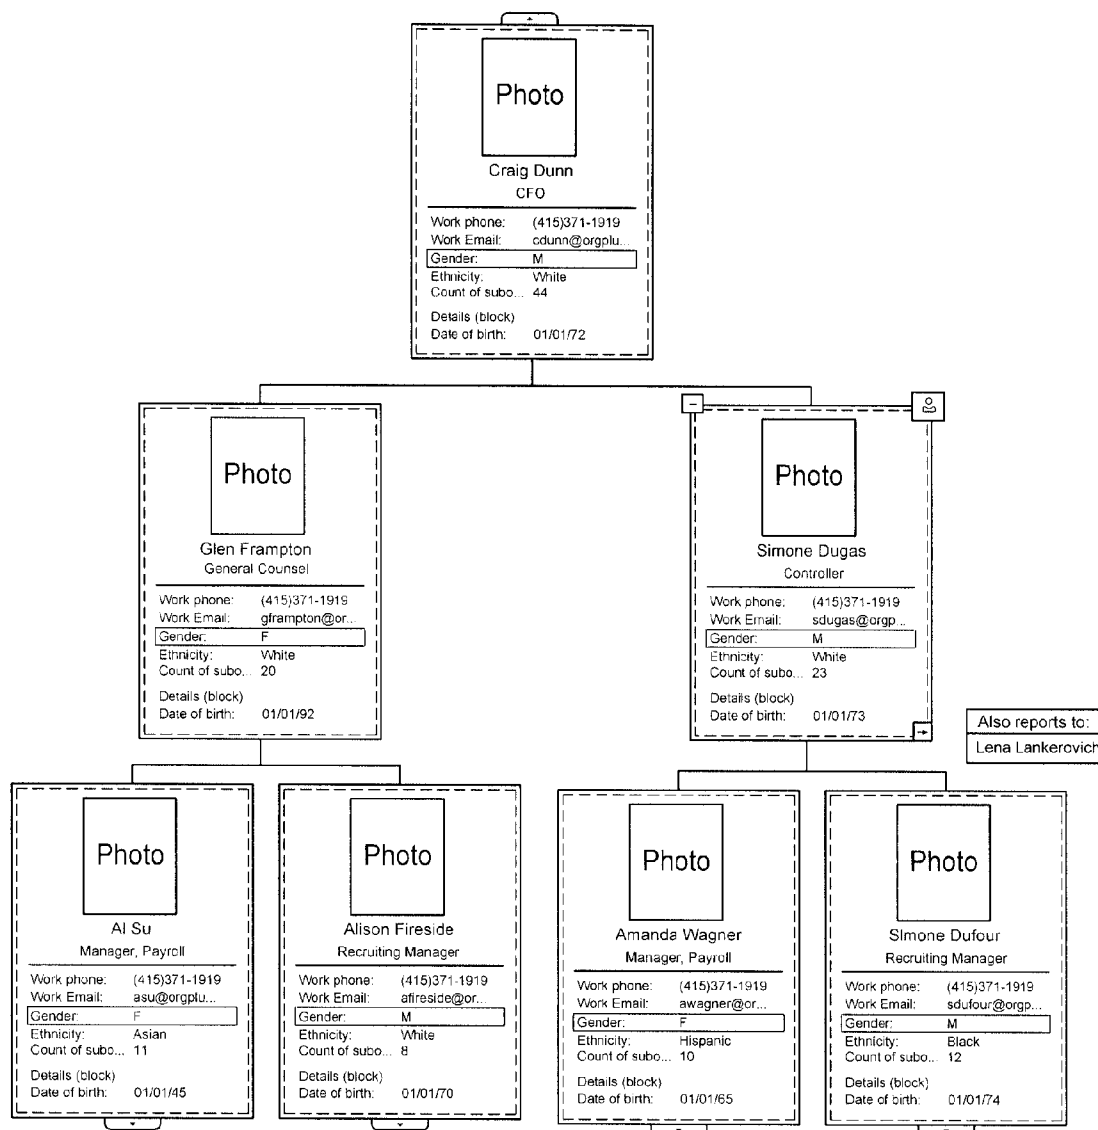 Photo
Craig Dunn
CFO
Work phone: (415)371-1919
Work Email: cdunn@orgplu...
Gender: M
Ethnicity: White
Count of subo... 44
Details (block)
Date of birth: 01/01/72
Photo
Glen Frampton
General Counsel
Work phone: (415)371-1919
Work Email: gframpton@or...
Gender: F
Ethnicity: White
Count of subo... 20
Details (block)
Date of birth: 01/01/92
Photo
Simone Dugas
Controller
Work phone: (415)371-1919
Work Email: sdugas@orgp...
Gender: M
Ethnicity: White
Count of subo... 23
Details (block)
Date of birth: 01/01/73
Also reports to:
Lena Lankerovich
Photo
Al Su
Manager, Payroll
Work phone: (415)371-1919
Work Email: asu@orgplu...
Gender: F
Ethnicity: Asian
Count of subo... 11
Details (block)
Date of birth: 01/01/45
Photo
Alison Fireside
Recruiting Manager
Work phone: (415)371-1919
Work Email: afireside@or...
Gender: M
Ethnicity: White
Count of subo... 8
Details (block)
Date of birth: 01/01/70
Photo
Amanda Wagner
Manager, Payroll
Work phone: (415)371-1919
Work Email: awagner@or...
Gender: F
Ethnicity: Hispanic
Count of subo... 10
Details (block)
Date of birth: 01/01/65
Photo
Simone Dufour
Recruiting Manager
Work phone: (415)371-1919
Work Email: sdufour@orgp...
Gender: M
Ethnicity: Black
Count of subo... 12
Details (block)
Date of birth: 01/01/74